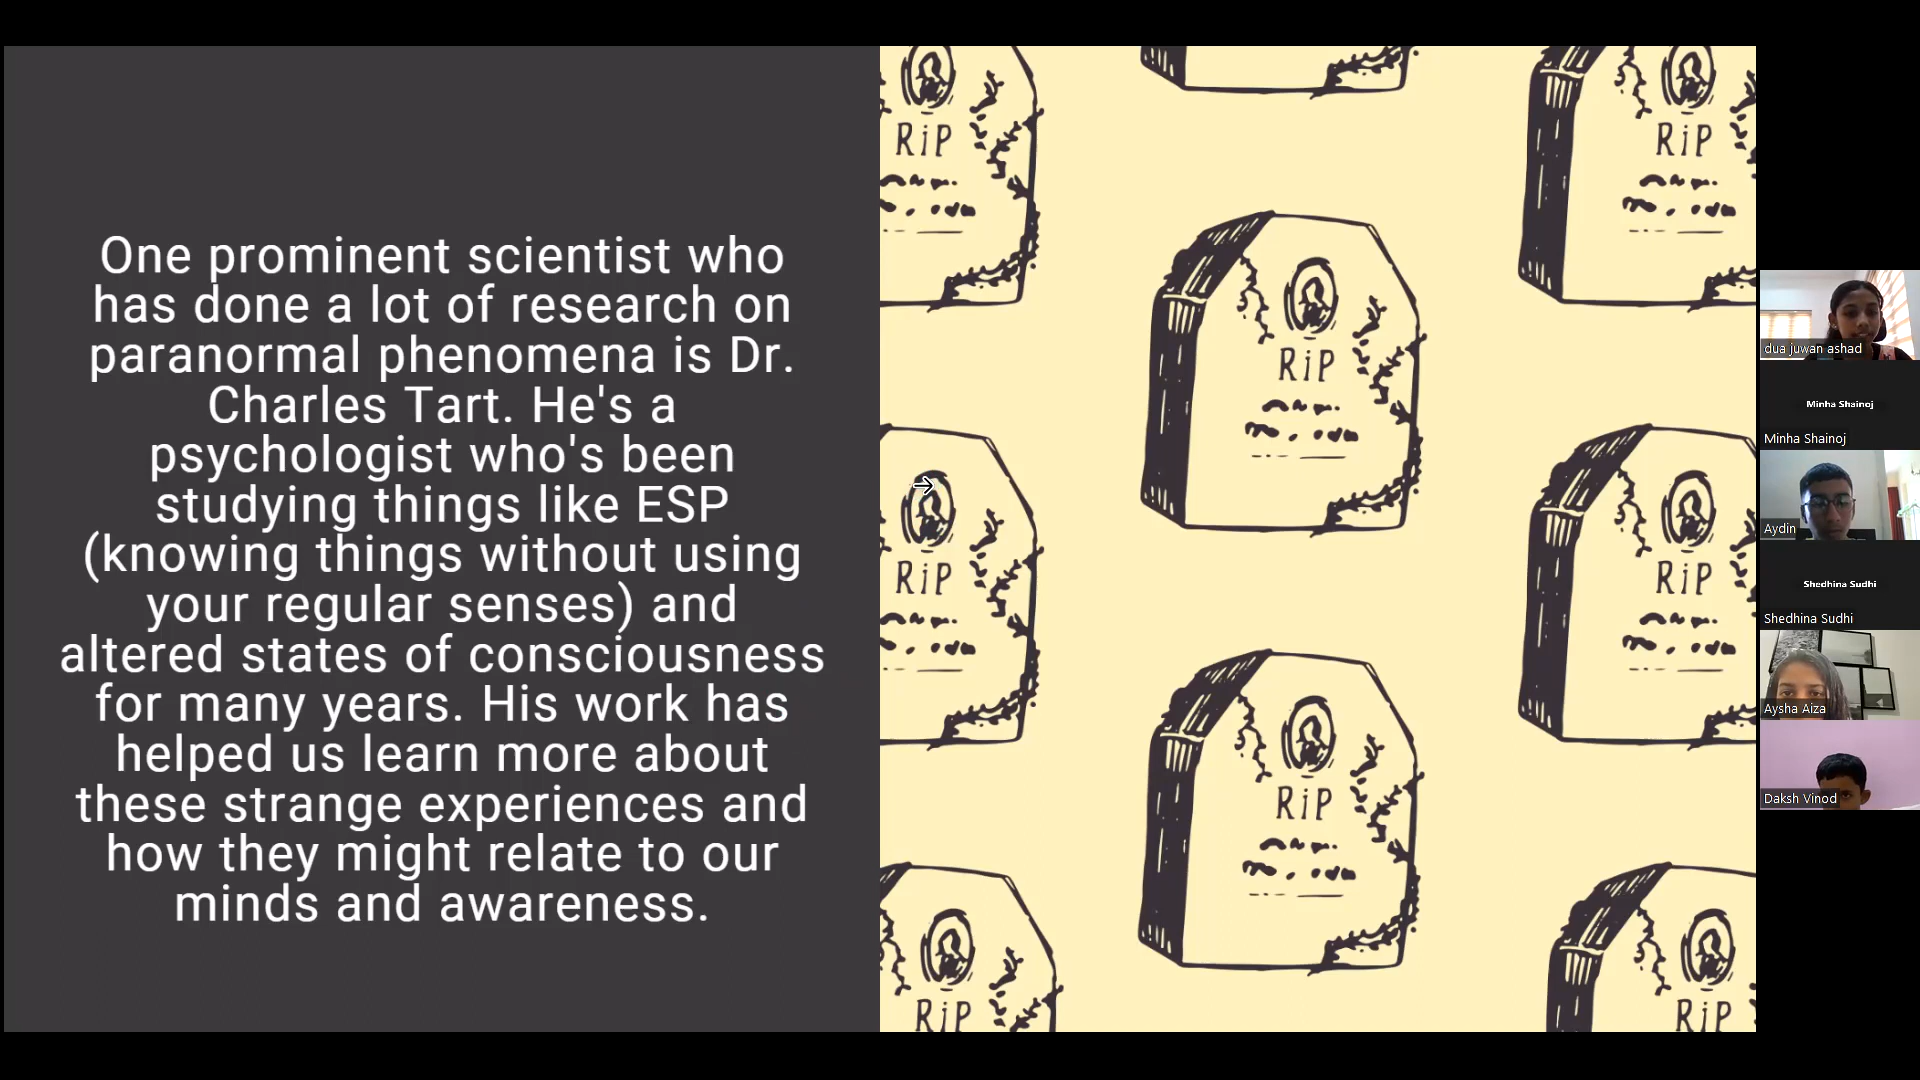 One prominent scientist who
has done a lot of research on
paranormal phenomena is Dr.
Charles Tart. He's a
psychologist who's been
studying things like ESP
(knowing things without using
your regular senses) and
altered states of consciousness
for many years. His work has
helped us learn more about
these strange experiences and
how they might relate to our
minds and awareness.
RiP
RiP
RiP
RiP
RiP
RiP
RiP
RiP
dua juwan ashad
Minha Shainoj
Minha Shainoj
Aydin
Shedhina Sudhi
Shedhina Sudhi
Aysha Aiza
Daksh Vinod